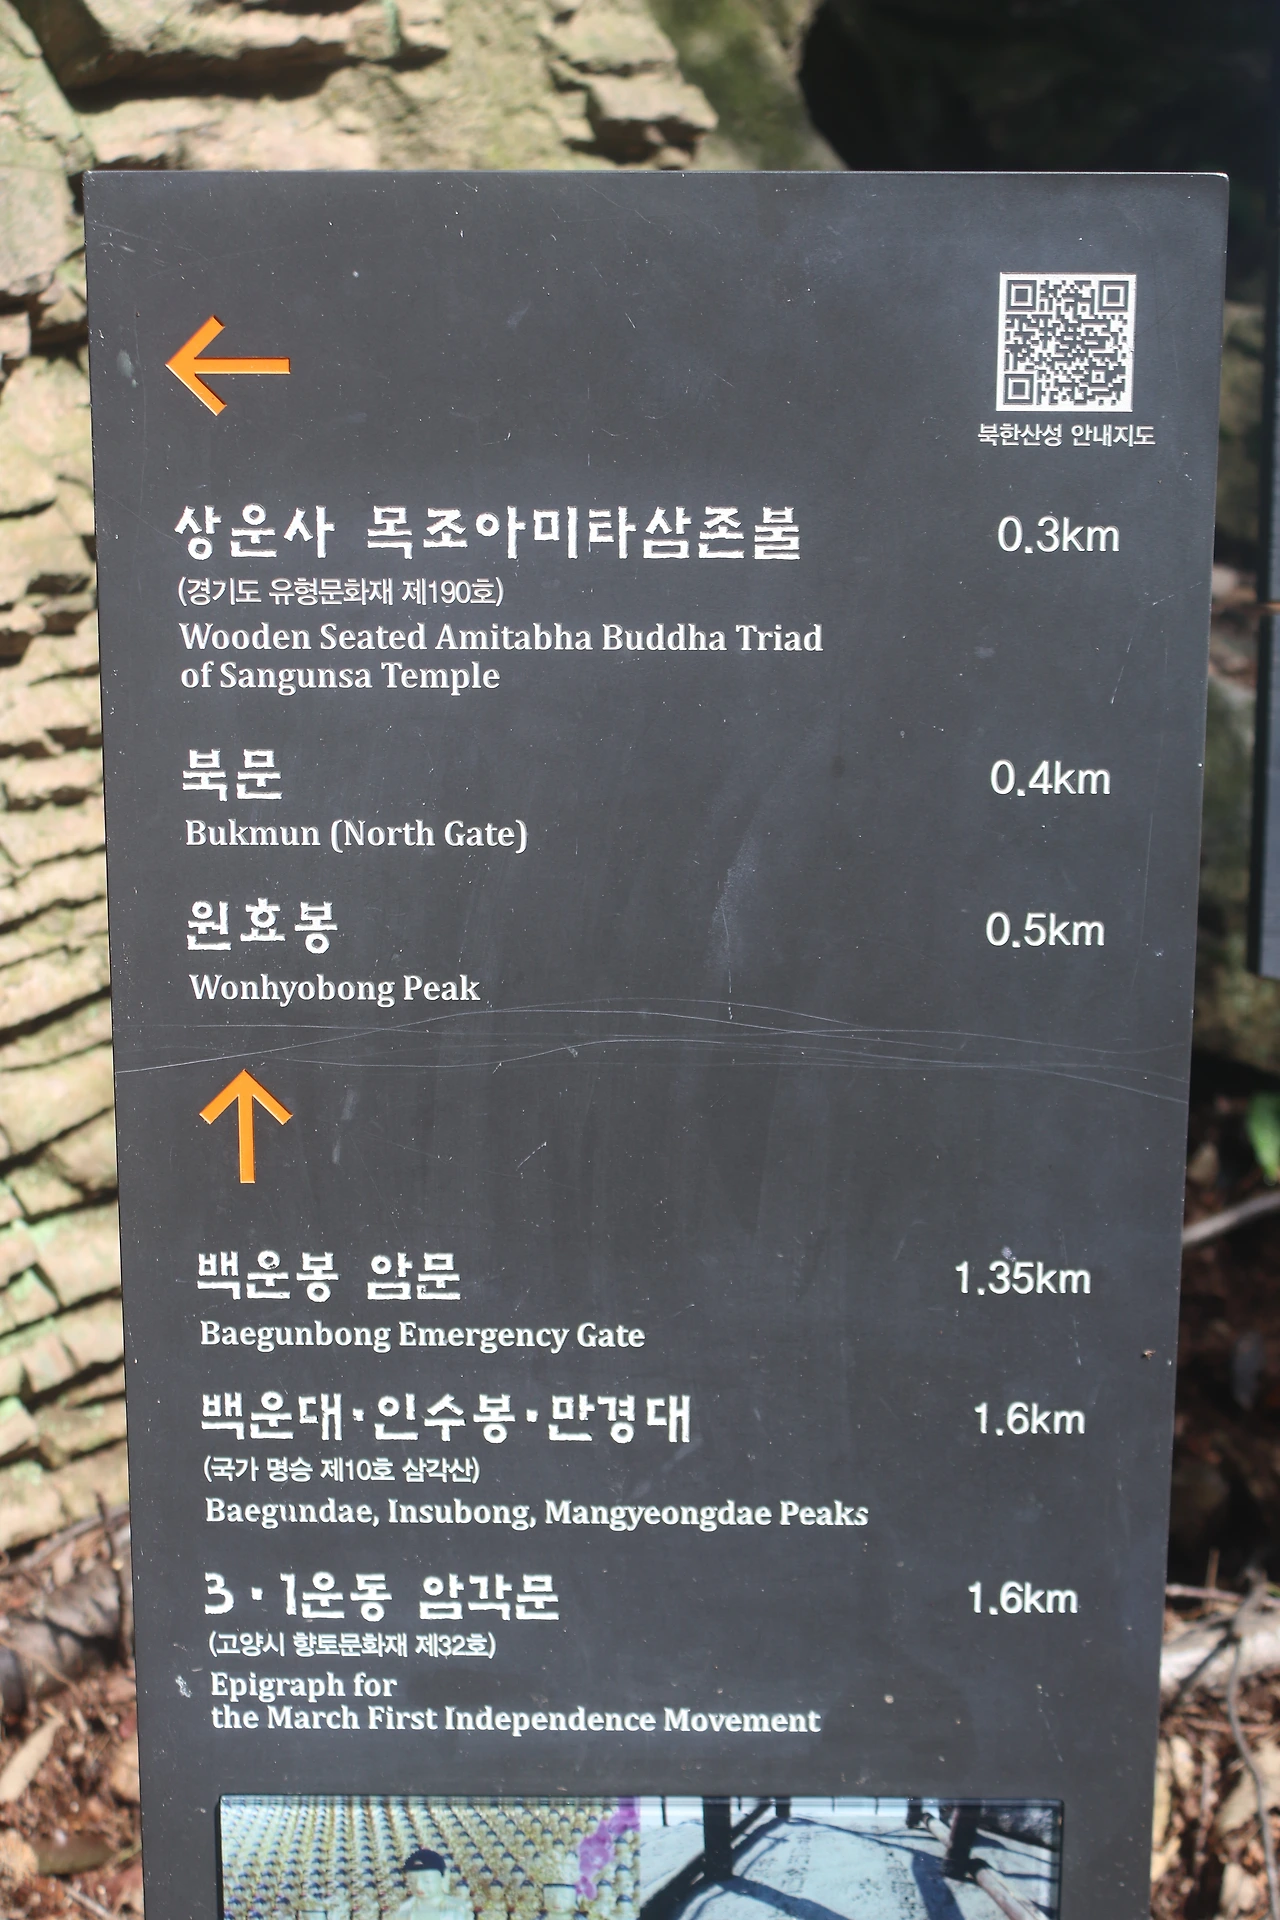 북한산성 안내지도
상운사 목조아미타삼존불 0.3km
(경기도 유형문화재 제190호)
Wooden Seated Amitabha Buddha Triad
of Sangunsa Temple
북문 0.4km
Bukmun (North Gate)
원효봉 0.5km
Wonhyobong Peak
백운봉 암문 1.35km
Baegunbong Emergency Gate
백운대·인수봉·만경대 1.6km
(국가 명승 제10호 삼각산)
Baegundae, Insubong, Mangyeongdae Peaks
3·1운동 암각문 1.6km
(고양시 향토문화재 제32호)
Epigraph for
the March First Independence Movement